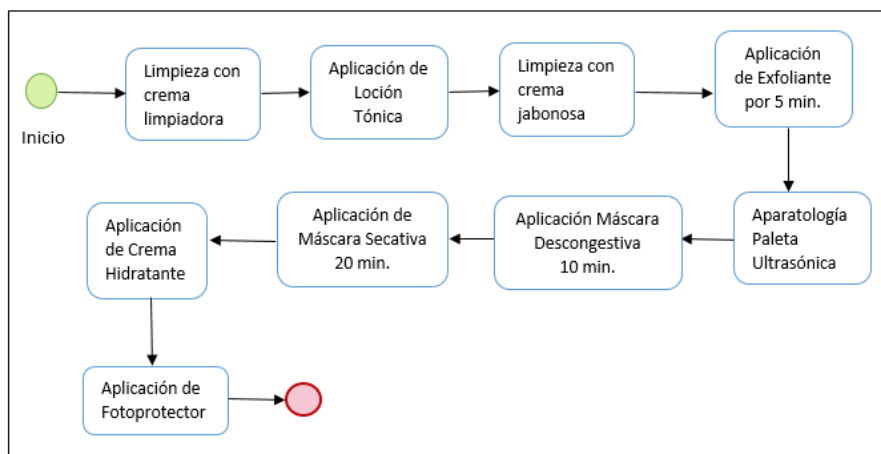 Inicio
Limpieza con
crema
limpiadora
Aplicación de
Loción
Tónica
Limpieza con
crema
jabonosa
Aplicación
de Exfoliante
por 5 min.
Aparatología
Paleta
Ultrasónica
Aplicación Máscara
Descongestiva
10 min.
Aplicación de
Máscara Secativa
20 min.
Aplicación
de Crema
Hidratante
Aplicación de
Fotoprotector